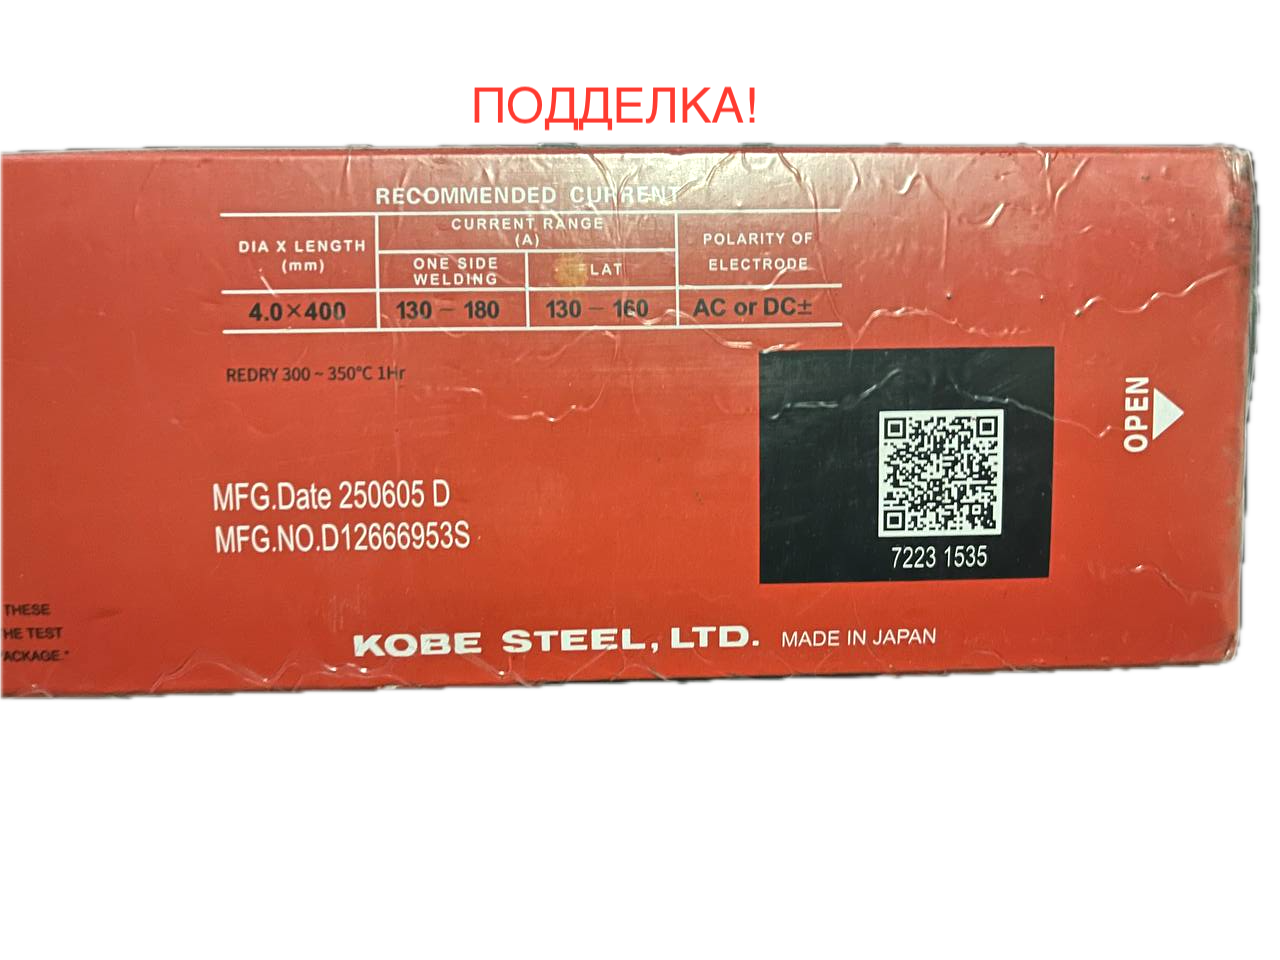 ПОДДЕЛКА!
RECOMMENDED CURRENT
DIA X LENGTH
(mm)
CURRENT RANGE
(A)
ONE SIDE
WELDING
FLAT
POLARITY OF
ELECTRODE
4.0×400
130 – 180
130 – 160
AC or DC±
REDRY 300 ~ 350°C 1Hr
OPEN
MFG.Date 250605 D
MFG.NO.D12666953S
7223 1535
THESE
HE TEST
ACKAGE."
KOBE STEEL, LTD. MADE IN JAPAN